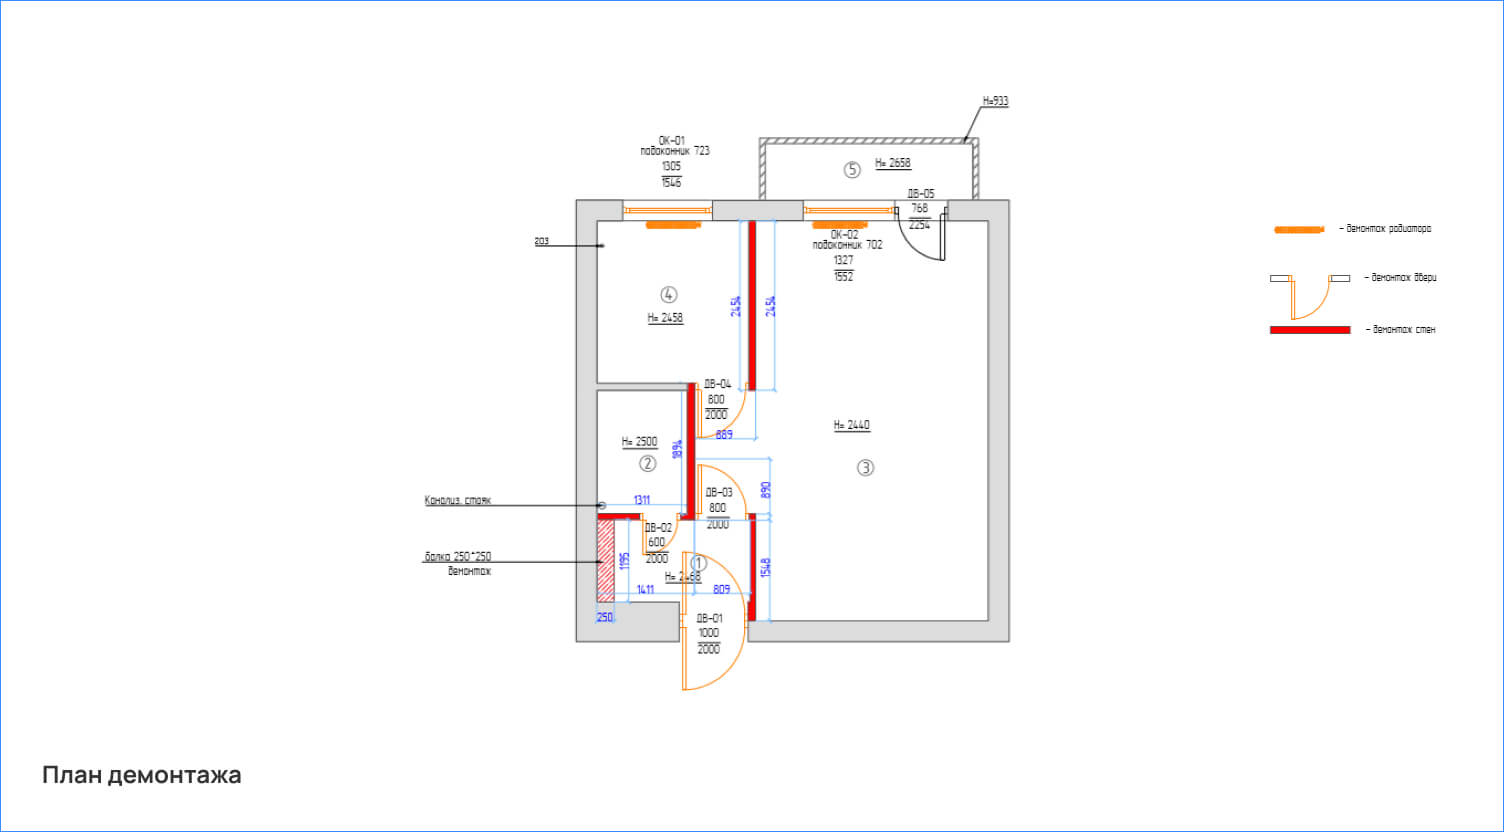 H=933
ОК-01
подоконник 723
1305
1546
5
H= 2658
ДВ-05
768
2254
203
ОК-02
подоконник 702
1327
1552
- демонтаж радиатора
- демонтаж двери
- демонтаж стен
4
H= 2458
2454
2454
ДВ-04
800
2000
889
H= 2440
3
H= 2500
2
1894
1311
Канализ. стояк
ДВ-03
800
2000
890
ДВ-02
600
2000
балка 250*250
демонтаж
1195
1
H= 2468
1548
1411
809
250
ДВ-01
1000
2000
План демонтажа